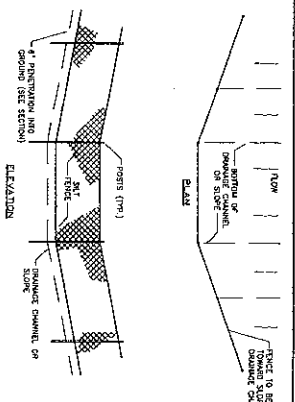 FLOW
BOTTOM OF
DRAINAGE CHANNEL
OR SLOPE
FENCE TO BE
TOWARD SLOP
DRAINAGE CH
PLAN
POSTS (TYP.)
SILT
FENCE
DRAINAGE CHANNEL OR
SLOPE
6" PENETRATION INTO
GROUND (SEE SECTION)
ELEVATION